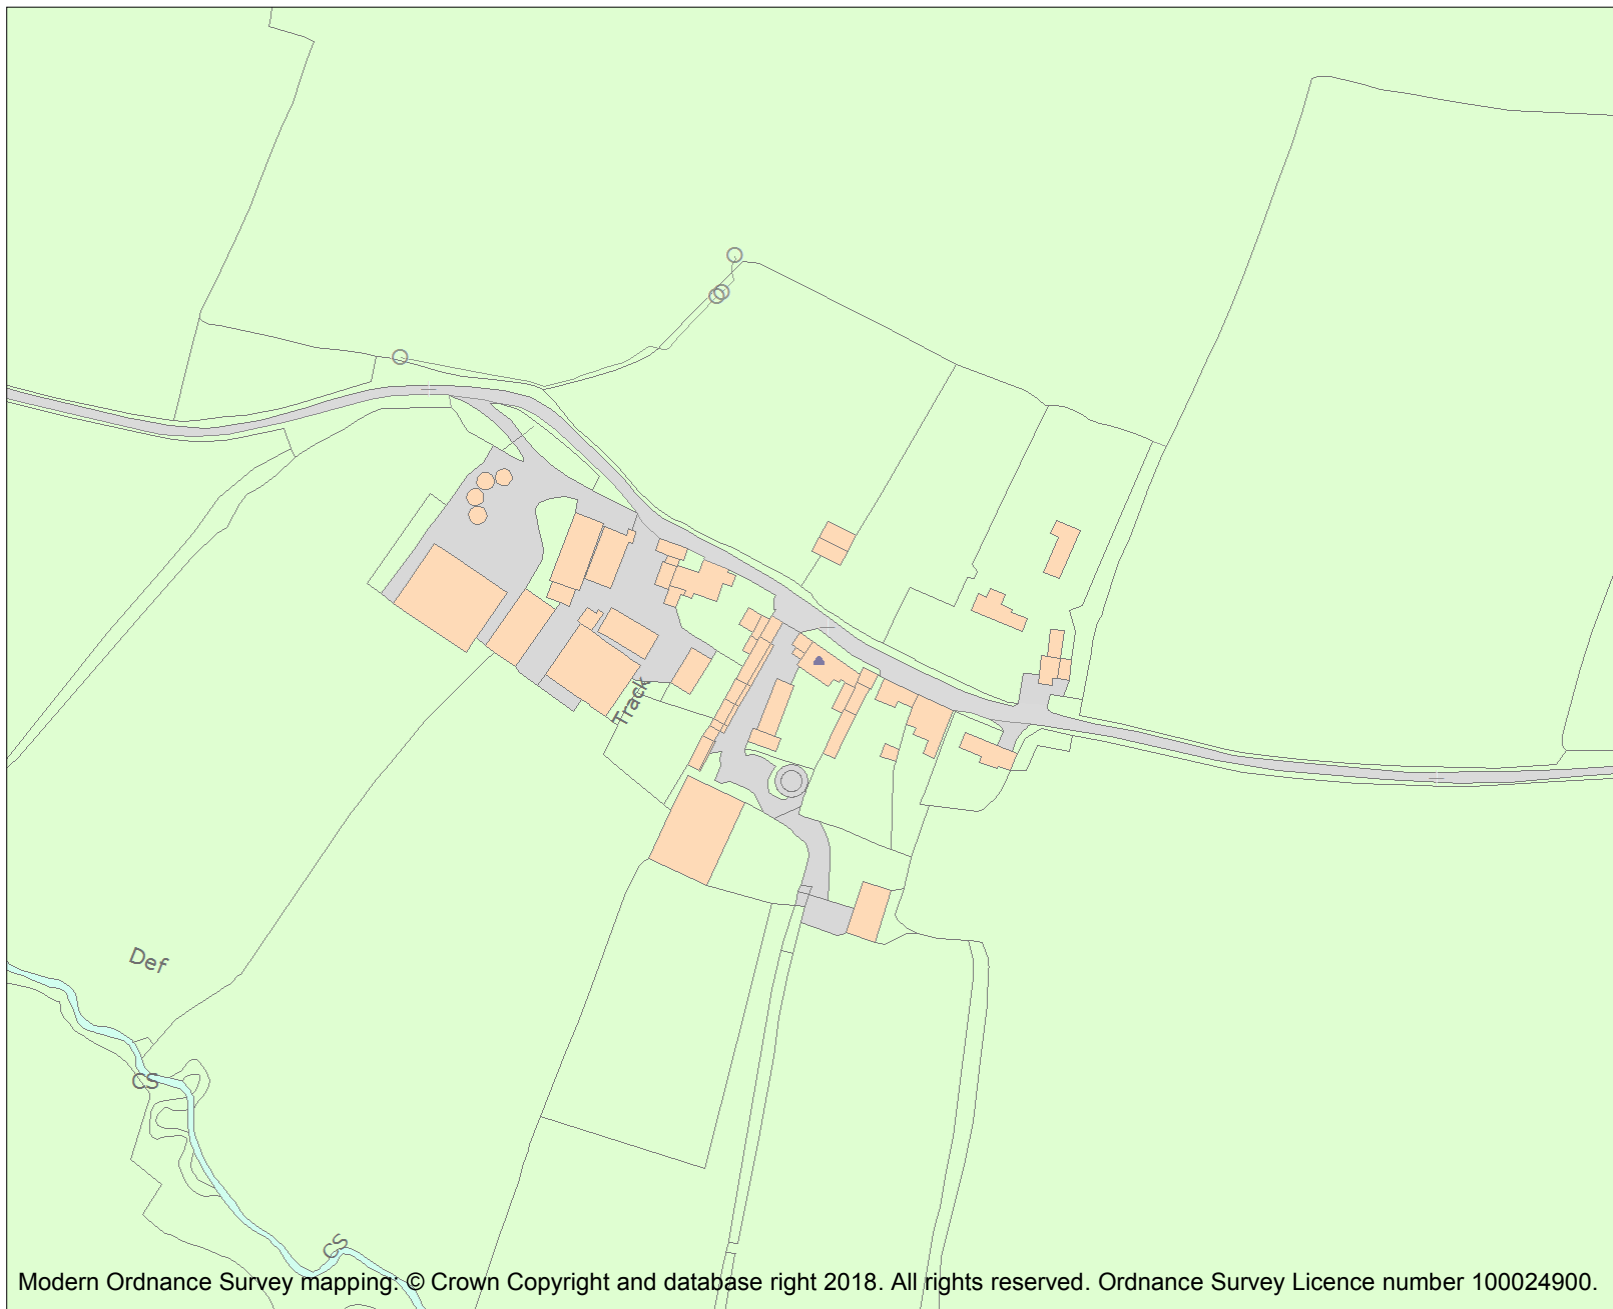 Track
Def
CS
CS
Modern Ordnance Survey mapping: © Crown Copyright and database right 2018. All rights reserved. Ordnance Survey Licence number 100024900.